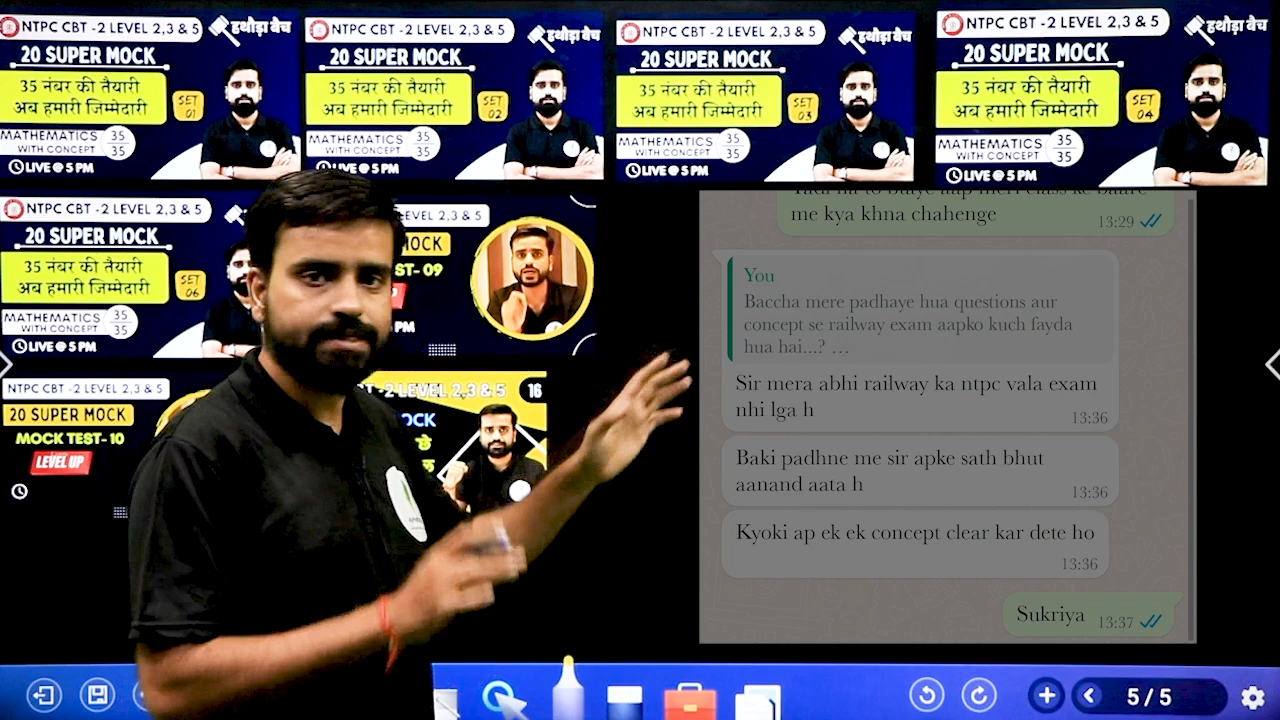 NTPC CBT -2 LEVEL 2,3 & 5
हथौड़ा बैच
20 SUPER MOCK
35 नंबर की तैयारी
अब हमारी जिम्मेदारी
SET 01
MATHEMATICS
WITH CONCEPT
35
35
LIVE @ 5 PM
NTPC CBT -2 LEVEL 2,3 & 5
हथौड़ा बैच
20 SUPER MOCK
35 नंबर की तैयारी
अब हमारी जिम्मेदारी
SET 02
MATHEMATICS
WITH CONCEPT
35
35
LIVE @ 5 PM
NTPC CBT -2 LEVEL 2,3 & 5
हथौड़ा बैच
20 SUPER MOCK
35 नंबर की तैयारी
अब हमारी जिम्मेदारी
SET 03
MATHEMATICS
WITH CONCEPT
35
35
LIVE @ 5 PM
NTPC CBT -2 LEVEL 2,3 & 5
हथौड़ा बैच
20 SUPER MOCK
35 नंबर की तैयारी
अब हमारी जिम्मेदारी
SET 04
MATHEMATICS
WITH CONCEPT
35
35
LIVE @ 5 PM
NTPC CBT -2 LEVEL 2,3 & 5
20 SUPER MOCK
35 नंबर की तैयारी
अब हमारी जिम्मेदारी
SET 06
MATHEMATICS
WITH CONCEPT
35
35
LIVE @ 5 PM
LEVEL 2,3 & 5
MOCK
ST- 09
PM
NTPC CBT -2 LEVEL 2,3 & 5
20 SUPER MOCK
MOCK TEST- 10
LEVEL UP
T -2 LEVEL 2,3 & 5
16
OCK
me kya khna chahenge
13:29
You
Baccha mere padhaye hua questions aur
concept se railway exam aapko kuch fayda
hua hai...? …
Sir mera abhi railway ka ntpc vala exam
nhi lga h
13:36
Baki padhne me sir apke sath bhut
aanand aata h
13:36
Kyoki ap ek ek concept clear kar dete ho
13:36
Sukriya
13:37
5 / 5